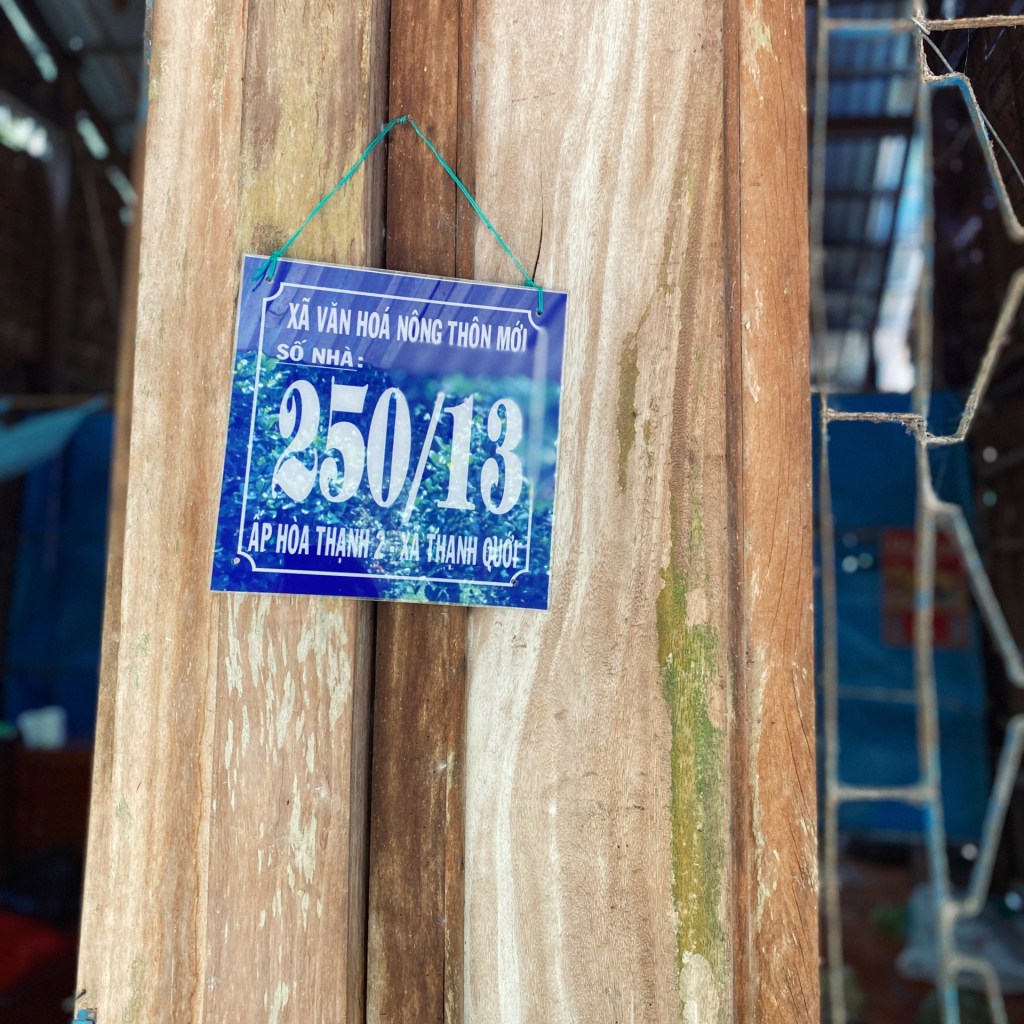 XÃ VĂN HOÁ NÔNG THÔN MỚI
SỐ NHÀ:
250/13
ẤP HÒA THẠNH 2 - XÃ THẠNH QUỚI